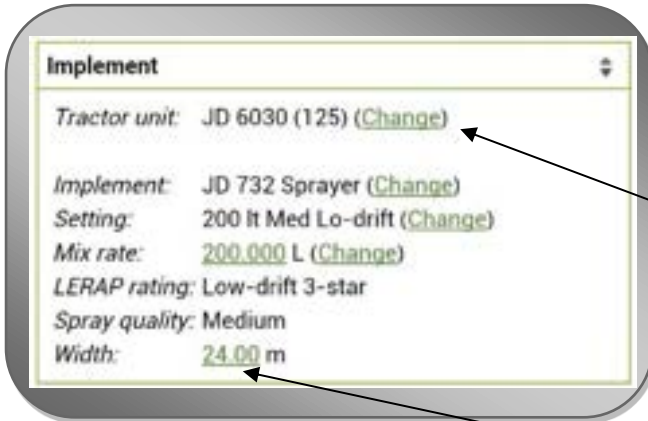 Implement
Tractor unit: JD 6030 (125) (Change)
Implement: JD 732 Sprayer (Change)
Setting: 200 lt Med Lo-drift (Change)
Mix rate: 200.000 L (Change)
LERAP rating: Low-drift 3-star
Spray quality: Medium
Width: 24.00 m